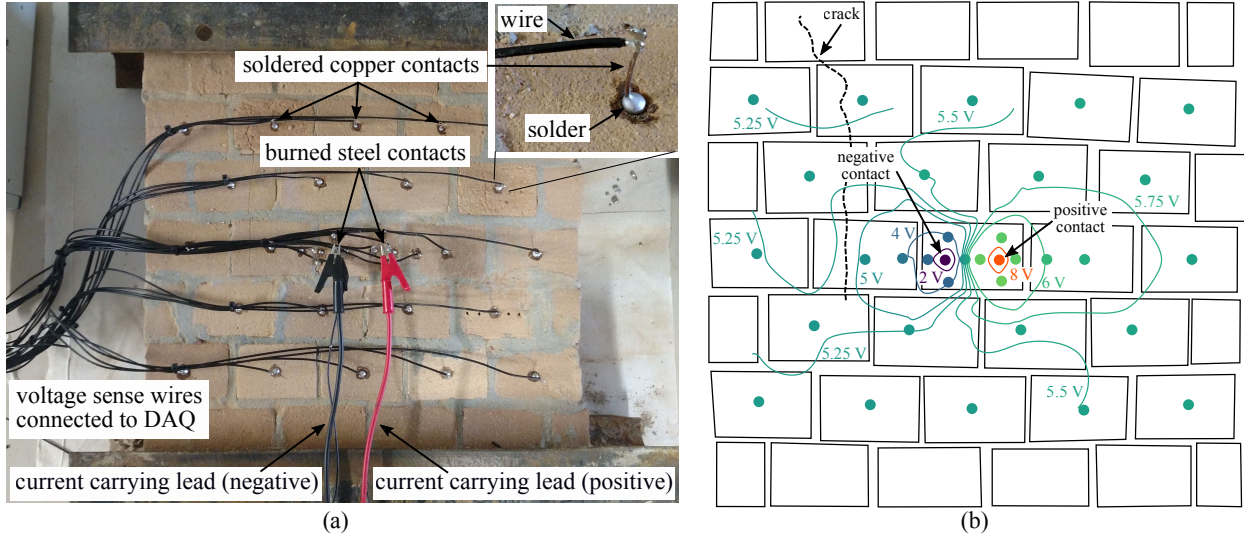 wire
soldered copper contacts
solder
burned steel contacts
voltage sense wires
connected to DAQ
current carrying lead (negative)
current carrying lead (positive)
(a)
crack
5.25 V
5.5 V
negative
contact
5.75 V
positive
contact
5.25 V
4 V
5 V
2 V
8 V
6 V
5.25 V
5.5 V
(b)